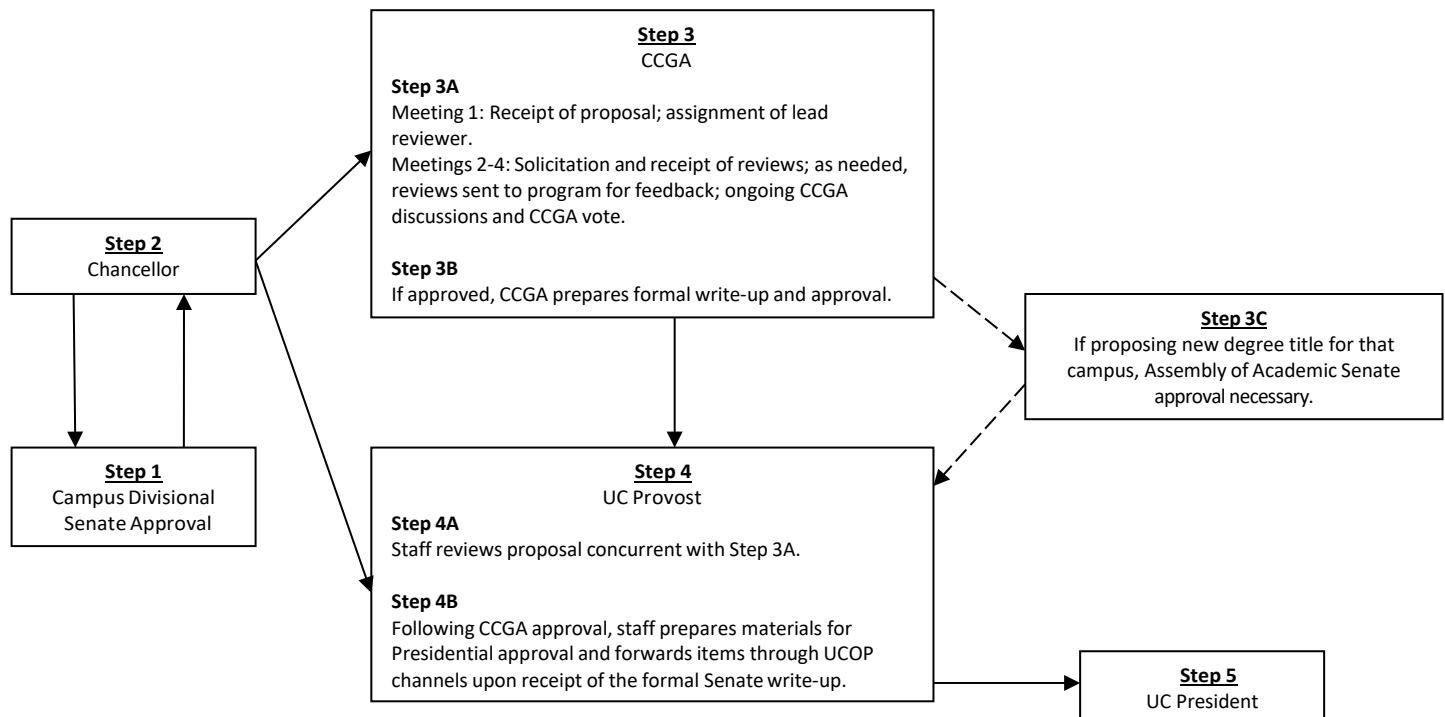 Step 3
CCGA
Step 3A
Meeting 1: Receipt of proposal; assignment of lead
reviewer.
Meetings 2-4: Solicitation and receipt of reviews; as needed,
reviews sent to program for feedback; ongoing CCGA
discussions and CCGA vote.
Step 3B
If approved, CCGA prepares formal write-up and approval.
Step 2
Chancellor
Step 3C
If proposing new degree title for that
campus, Assembly of Academic Senate
approval necessary.
Step 1
Campus Divisional
Senate Approval
Step 4
UC Provost
Step 4A
Staff reviews proposal concurrent with Step 3A.
Step 4B
Following CCGA approval, staff prepares materials for
Presidential approval and forwards items through UCOP
channels upon receipt of the formal Senate write-up.
Step 5
UC President